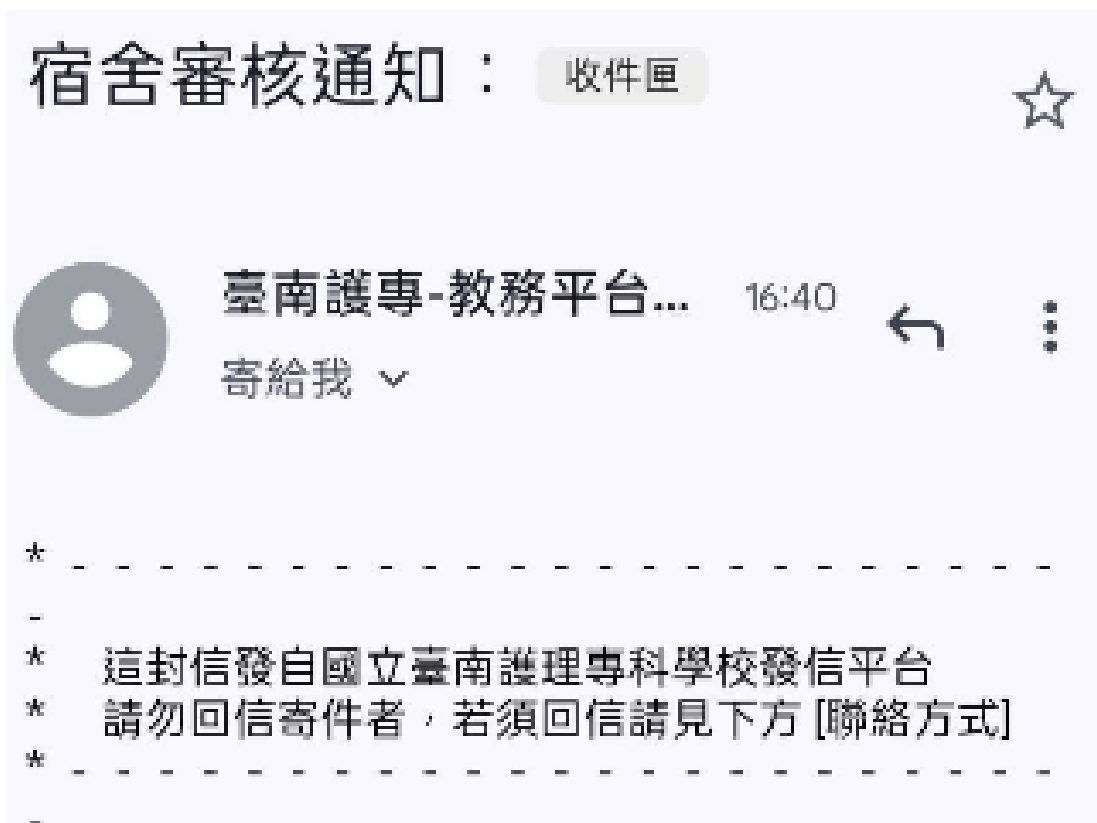 宿舍審核通知： 收件匣
臺南護專-教務平台... 16:40
寄給我
* - - - - - - - - - - - - - - - - - - - - - - -
-
* 這封信發自國立臺南護理專科學校發信平台
* 請勿回信寄件者，若須回信請見下方 [聯絡方式]
* - - - - - - - - - - - - - - - - - - - - - - -
-